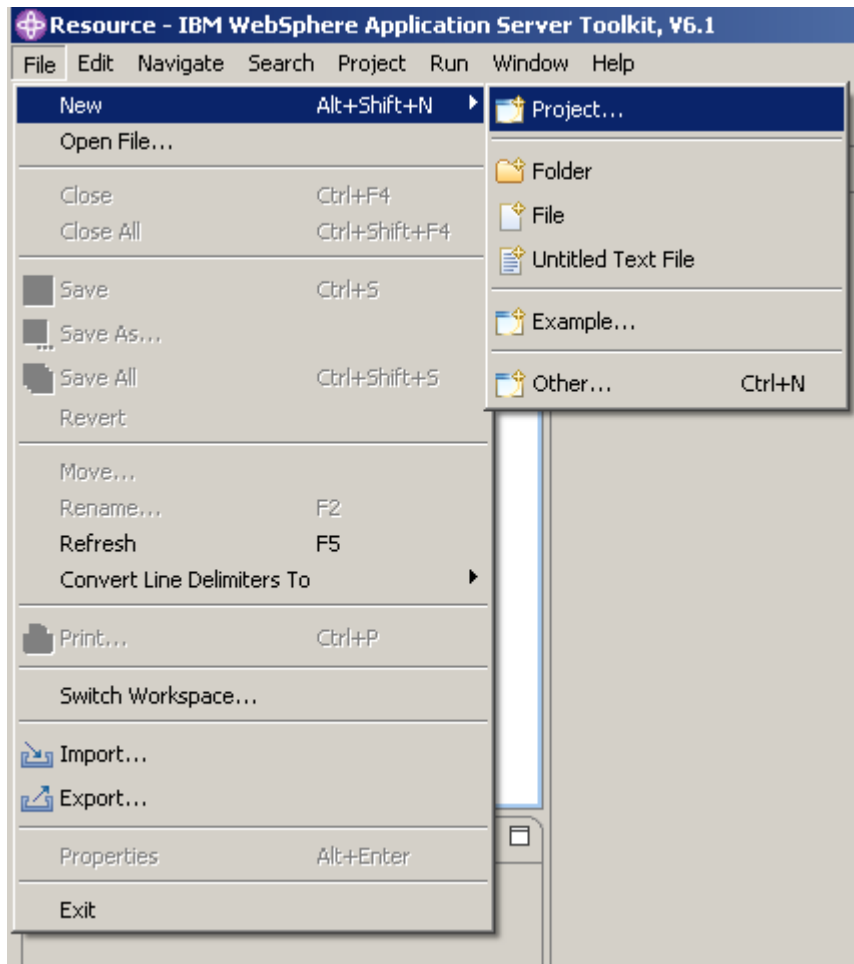 Resource - IBM WebSphere Application Server Toolkit, V6.1
File Edit Navigate Search Project Run Window Help
New Alt+Shift+N
Open File...
Close Ctrl+F4
Close All Ctrl+Shift+F4
Save Ctrl+S
Save As...
Save All Ctrl+Shift+S
Revert
Move...
Rename... F2
Refresh F5
Convert Line Delimiters To
Print... Ctrl+P
Switch Workspace...
Import...
Export...
Properties Alt+Enter
Exit
Project...
Folder
File
Untitled Text File
Example...
Other... Ctrl+N